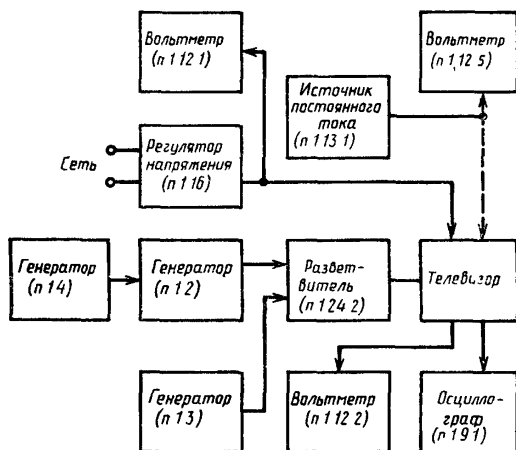 Вольтметр
(п 1 12 1)
Вольтметр
(п 1, 12 5)
Источник
постоянного
тока
(п 1 13 1)
Сеть
Регулятор
напряжения
(п 1 16)
Генератор
(п 1 4)
Генератор
(п 1 2)
Развет-
витель
(п 1 24 2)
Телевизор
Генератор
(п 1 3)
Вольтметр
(п 1 12 2)
Осцилло-
граф
(п 1 9 1)